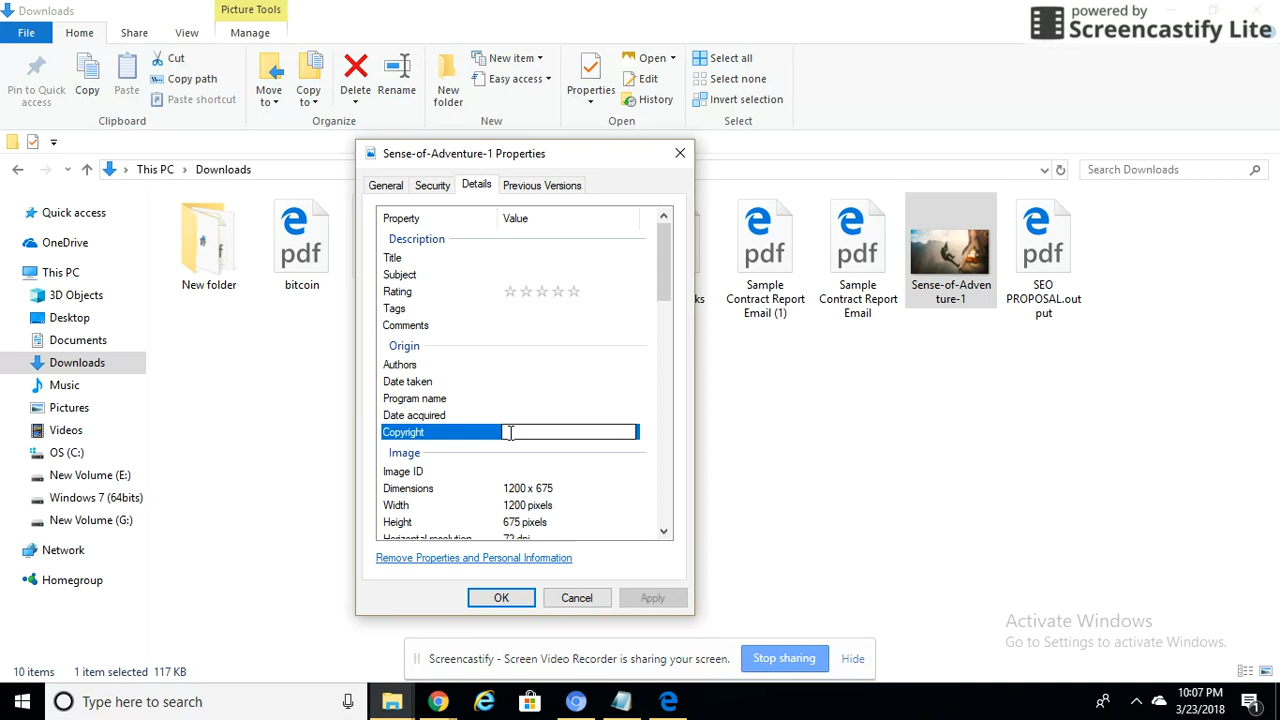 Downloads
Picture Tools
powered by
Screencastify Lite
File
Home
Share
View
Manage
Pin to Quick
access
Copy
Paste
Cut
Copy path
Paste shortcut
Move
to
Copy
to
Delete
Rename
New
folder
New item
Easy access
Properties
Open
Edit
History
Select all
Select none
Invert selection
Clipboard
Organize
New
Open
Select
This PC
Downloads
Search Downloads
Quick access
OneDrive
This PC
3D Objects
Desktop
Documents
Downloads
Music
Pictures
Videos
OS (C:)
New Volume (E:)
Windows 7 (64bits)
New Volume (G:)
Network
Homegroup
New folder
pdf
bitcoin
pdf
Sample
Contract Report
Email (1)
pdf
Sample
Contract Report
Email
Sense-of-Adven
ture-1
pdf
SEO
PROPOSAL.out
put
Sense-of-Adventure-1 Properties
General
Security
Details
Previous Versions
Property
Value
Description
Title
Subject
Rating
Tags
Comments
Origin
Authors
Date taken
Program name
Date acquired
Copyright
Image
Image ID
Dimensions 1200 x 675
Width 1200 pixels
Height 675 pixels
Horizontal resolution 72 dpi
Remove Properties and Personal Information
OK
Cancel
Apply
Activate Windows
Go to Settings to activate Windows.
Screencastify - Screen Video Recorder is sharing your screen.
Stop sharing
Hide
10 items
1 item selected 117 KB
Type here to search
10:07 PM
3/23/2018
1